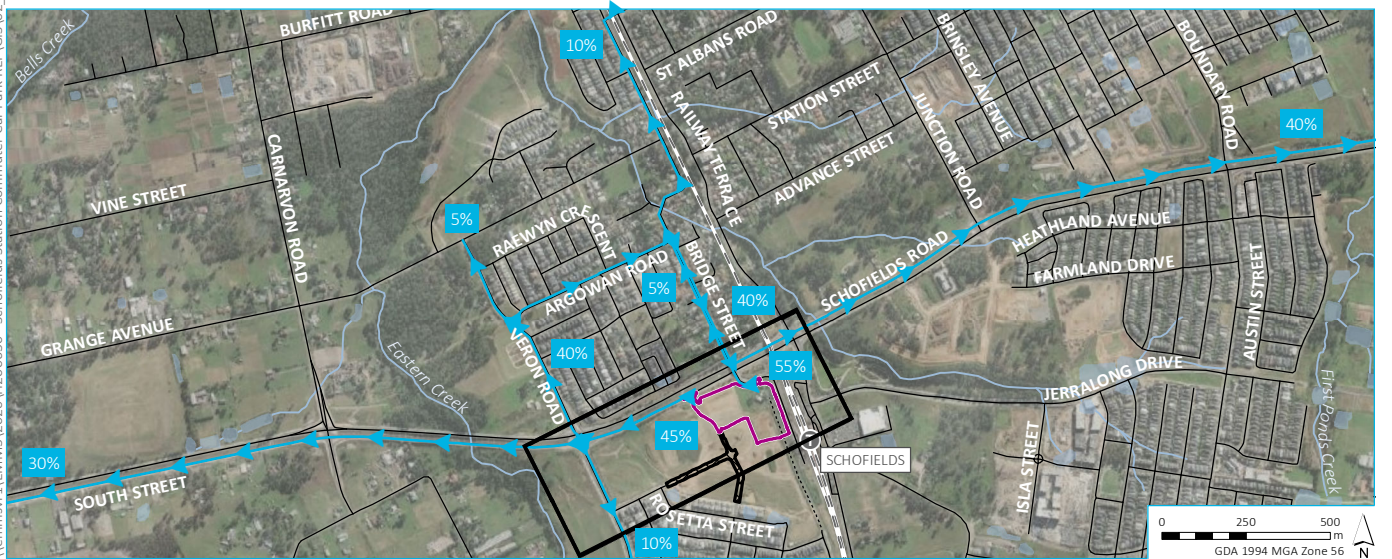 BURFITT ROAD
Bells Creek
10%
ST ALBANS ROAD
BRINSLEY AVENUE
BOUNDARY ROAD
STATION STREET
RAILWAY TERRACE
JUNCTION ROAD
40%
CARNARVON ROAD
ADVANCE STREET
VINE STREET
5%
RAEWYN CRESCENT
HEATHLAND AVENUE
SCHOFIELDS ROAD
ARGOWAN ROAD
BRIDGE STREET
FARMLAND DRIVE
5%
40%
AUSTIN STREET
GRANGE AVENUE
VERON ROAD
40%
55%
Eastern Creek
JERRALONG DRIVE
First Ponds Creek
45%
ISLA STREET
30%
SCHOFIELDS
SOUTH STREET
ROSETTA STREET
10%
0 250 500
m
GDA 1994 MGA Zone 56
N